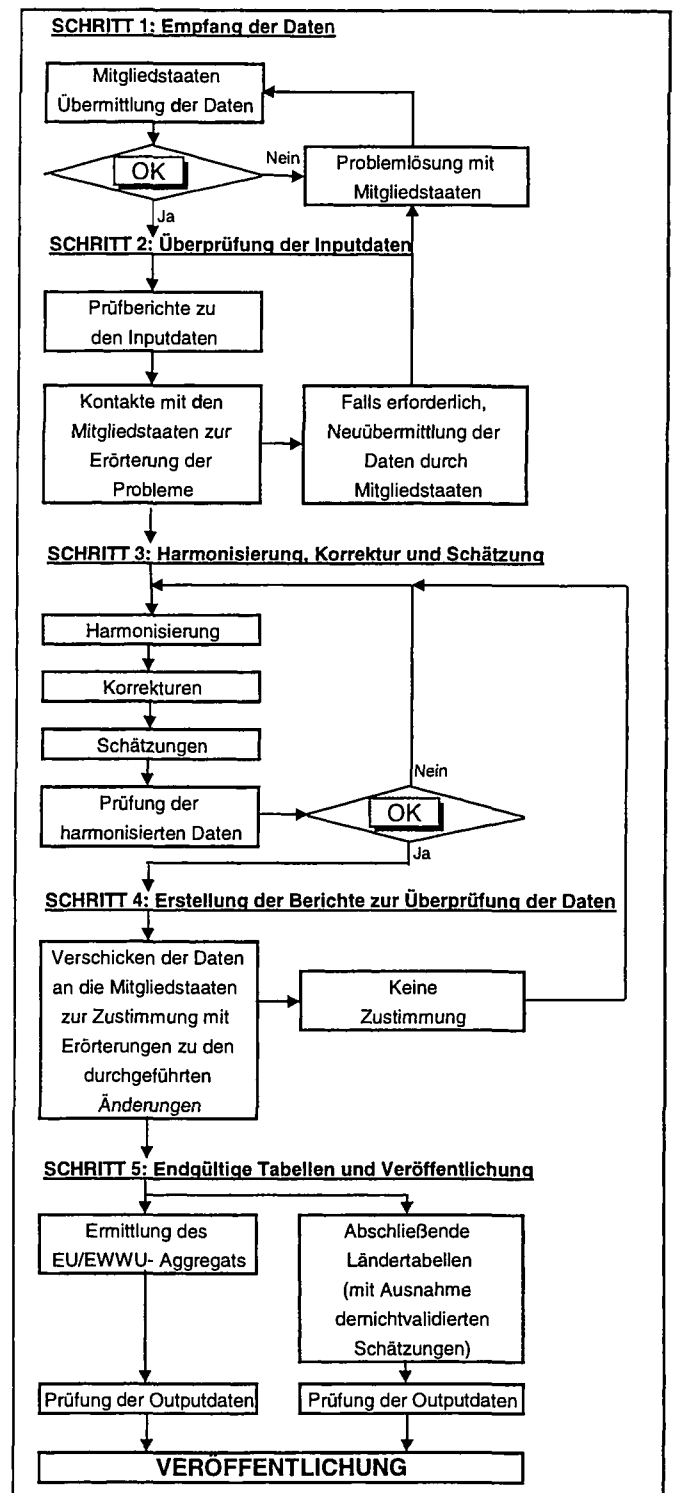 SCHRITT 1: Empfang der Daten
Mitgliedstaaten
Übermittlung der Daten
OK
Nein
Problemlösung mit
Mitgliedstaaten
Ja
SCHRITT 2: Überprüfung der Inputdaten
Prüfberichte zu
den Inputdaten
Kontakte mit den
Mitgliedstaaten zur
Erörterung der
Probleme
Falls erforderlich,
Neuübermittlung der
Daten durch
Mitgliedstaaten
SCHRITT 3: Harmonisierung, Korrektur und Schätzung
Harmonisierung
Korrekturen
Schätzungen
Nein
Prüfung der
harmonisierten Daten
OK
Ja
SCHRITT 4: Erstellung der Berichte zur Überprüfung der Daten
Verschicken der Daten
an die Mitgliedstaaten
zur Zustimmung mit
Erörterungen zu den
durchgeführten
Änderungen
Keine
Zustimmung
SCHRITT 5: Endgültige Tabellen und Veröffentlichung
Ermittlung des
EU/EWWU- Aggregats
Abschließende
Ländertabellen
(mit Ausnahme
dernichtvalidierten
Schätzungen)
Prüfung der Outputdaten
Prüfung der Outputdaten
VERÖFFENTLICHUNG